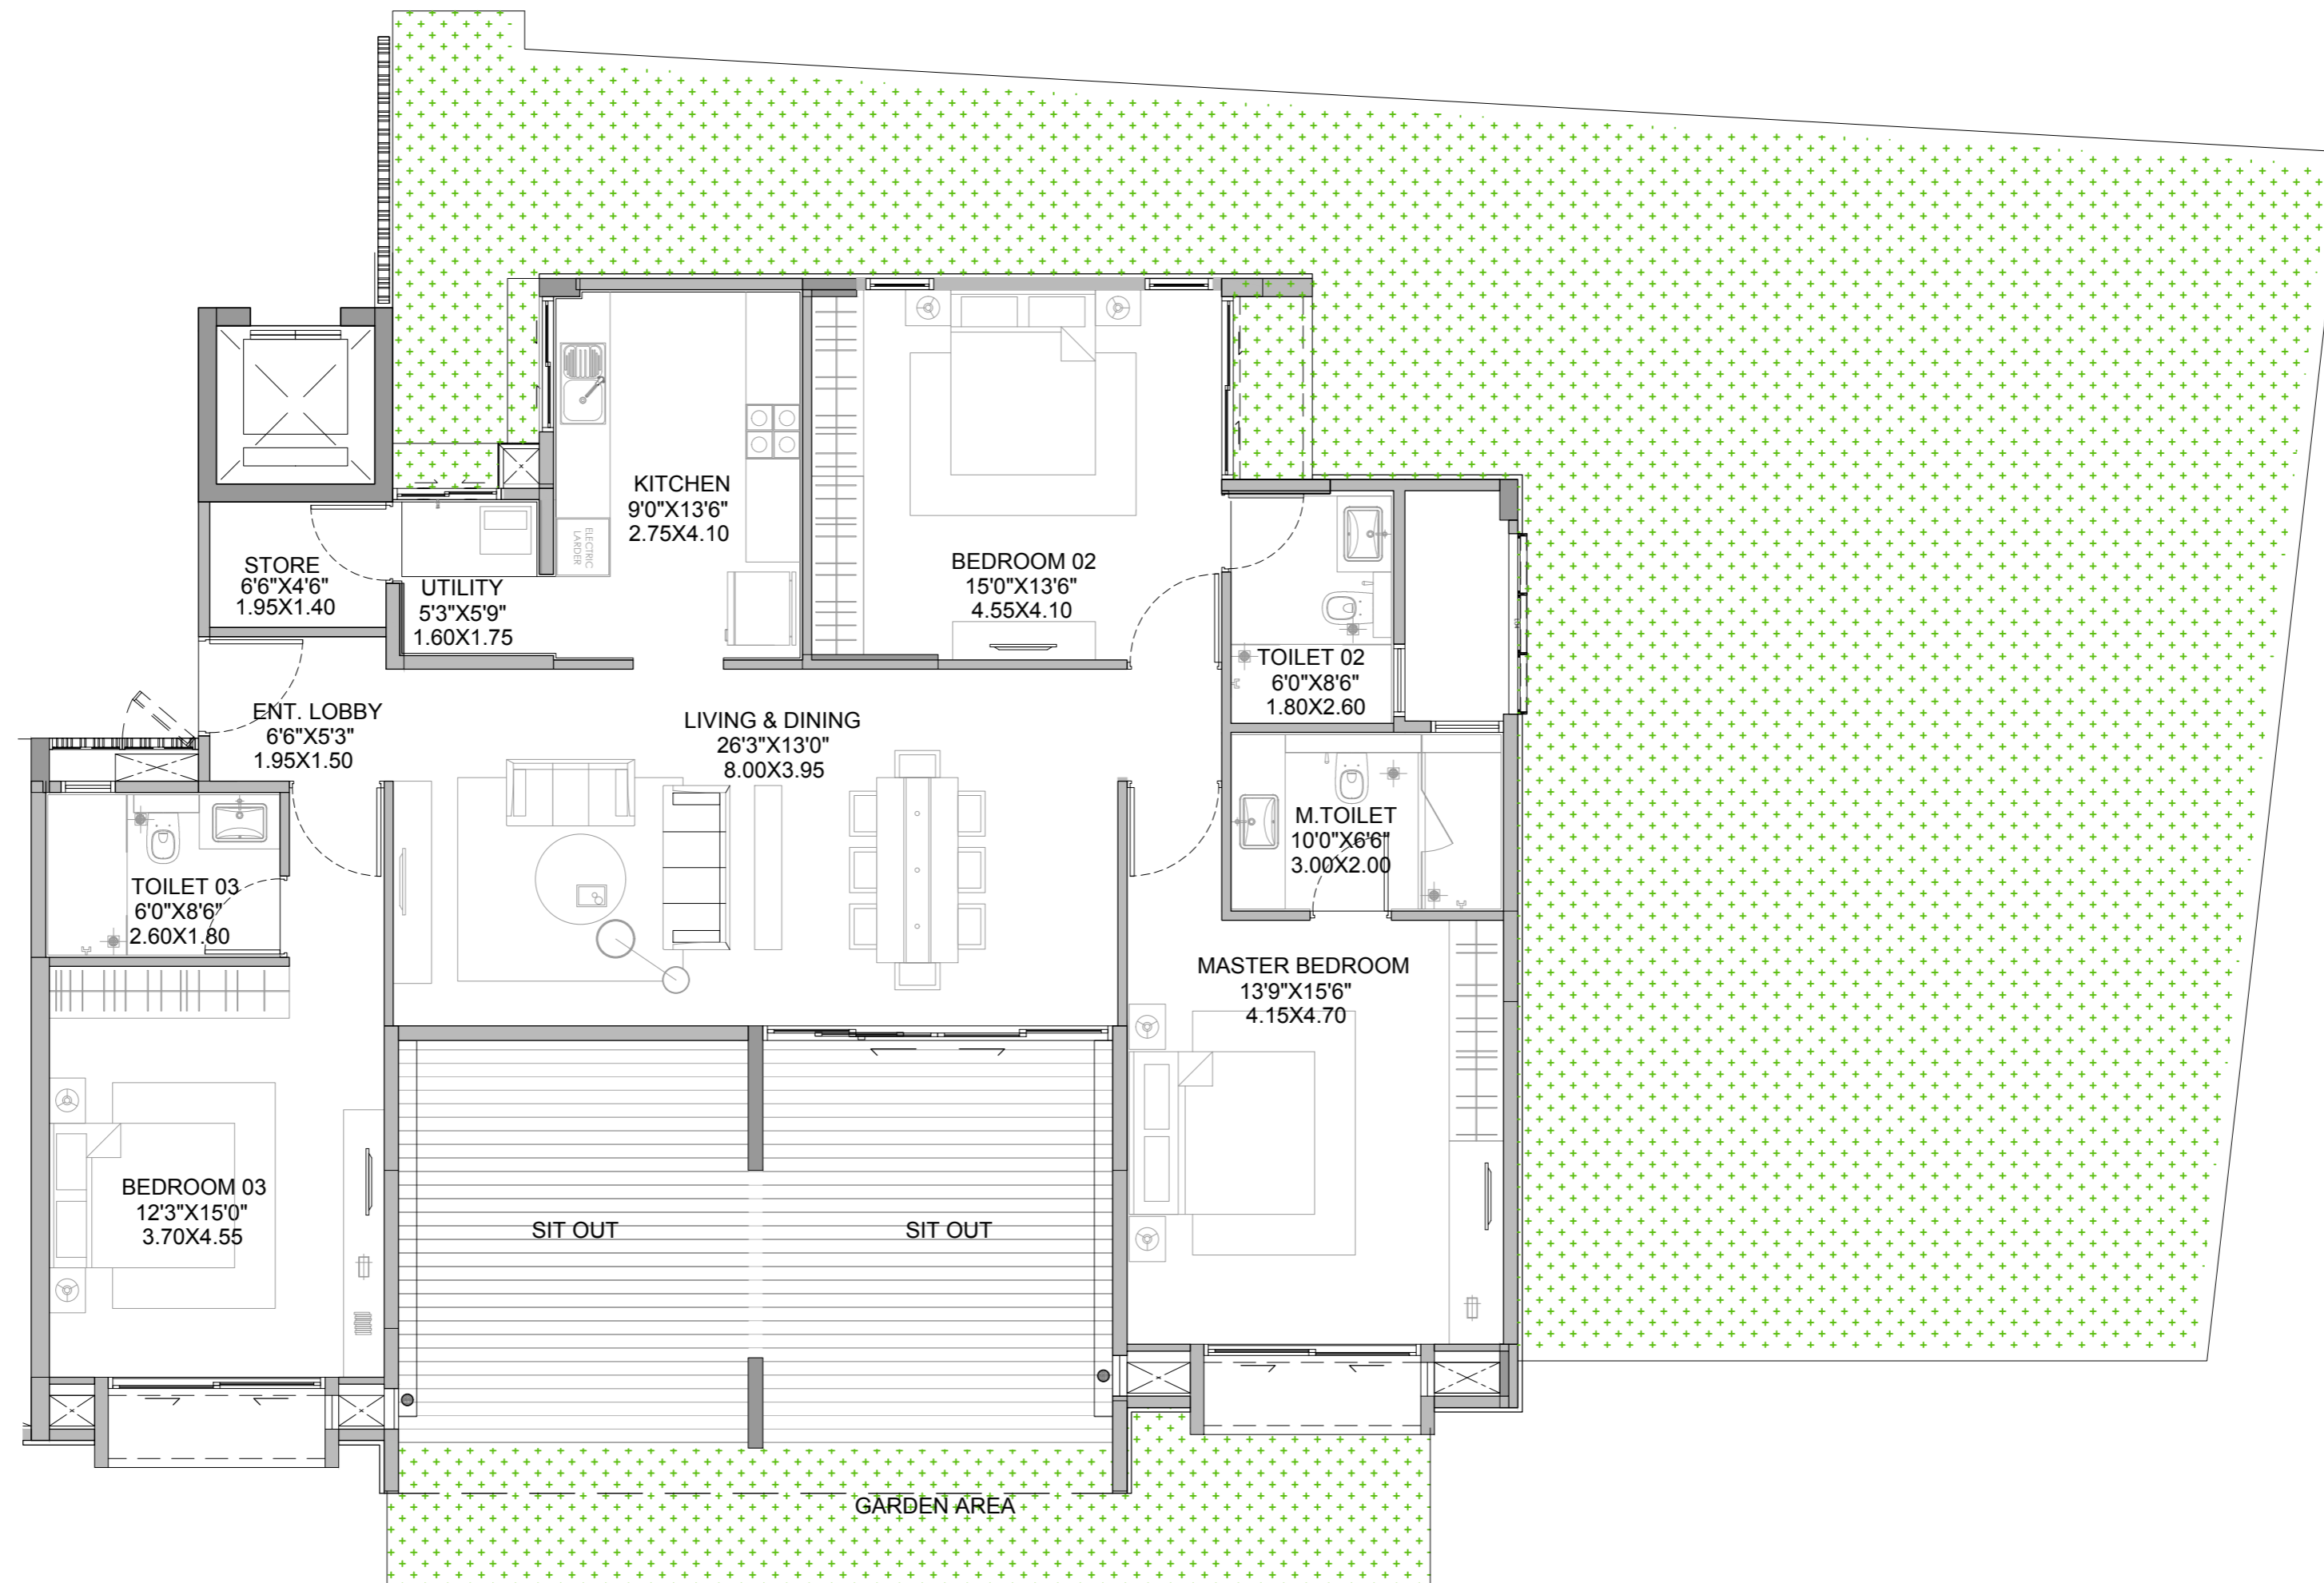 KITCHEN
9'0"X13'6"
2.75X4.10
ELECTRIC
LARDER
STORE
6'6"X4'6"
1.95X1.40
UTILITY
5'3"X5'9"
1.60X1.75
BEDROOM 02
15'0"X13'6"
4.55X4.10
TOILET 02
6'0"X8'6"
1.80X2.60
ENT. LOBBY
6'6"X5'3"
1.95X1.50
LIVING & DINING
26'3"X13'0"
8.00X3.95
M.TOILET
10'0"X6'6"
3.00X2.00
TOILET 03
6'0"X8'6"
2.60X1.80
MASTER BEDROOM
13'9"X15'6"
4.15X4.70
BEDROOM 03
12'3"X15'0"
3.70X4.55
SIT OUT
SIT OUT
GARDEN AREA